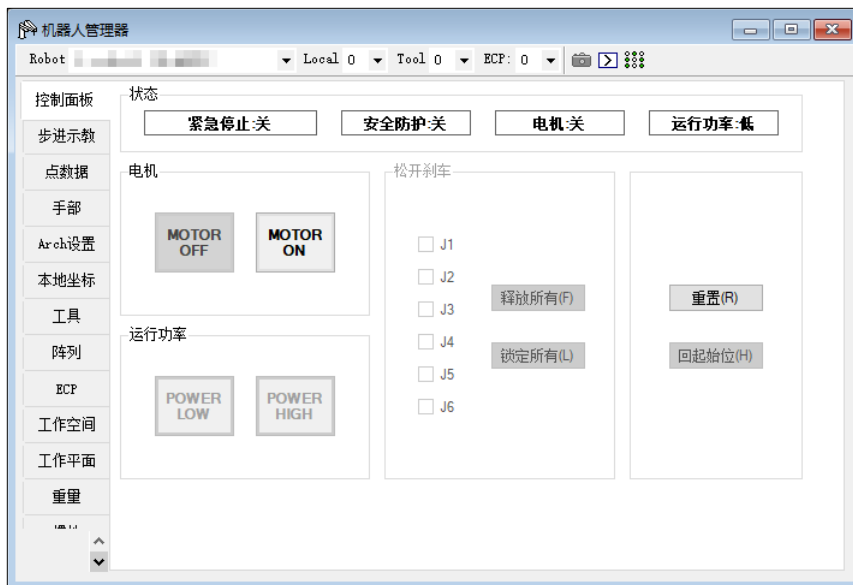 机器人管理器
Robot Local 0 Tool 0 ECP: 0
控制面板
步进示教
点数据
手部
Arch设置
本地坐标
工具
阵列
ECP
工作空间
工作平面
重量
状态
紧急停止:关 安全防护:关 电机:关 运行功率:低
电机
MOTOR OFF
MOTOR ON
运行功率
POWER LOW
POWER HIGH
松开刹车
J1
J2
J3
J4
J5
J6
释放所有(F)
锁定所有(L)
重置(R)
回起始位(H)